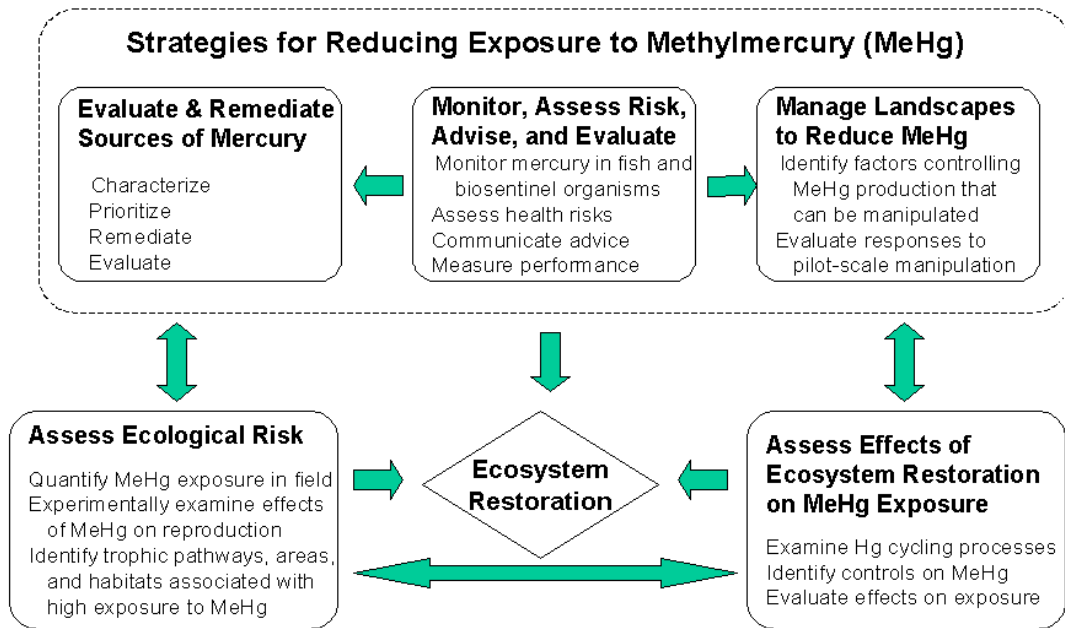 Strategies for Reducing Exposure to Methylmercury (MeHg)
Evaluate & Remediate
Sources of Mercury
Characterize
Prioritize
Remediate
Evaluate
Monitor, Assess Risk,
Advise, and Evaluate
Monitor mercury in fish and
biosentinel organisms
Assess health risks
Communicate advice
Measure performance
Manage Landscapes
to Reduce MeHg
Identify factors controlling
MeHg production that
can be manipulated
Evaluate responses to
pilot-scale manipulation
Assess Ecological Risk
Quantify MeHg exposure in field
Experimentally examine effects
of MeHg on reproduction
Identify trophic pathways, areas,
and habitats associated with
high exposure to MeHg
Ecosystem
Restoration
Assess Effects of
Ecosystem Restoration
on MeHg Exposure
Examine Hg cycling processes
Identify controls on MeHg
Evaluate effects on exposure